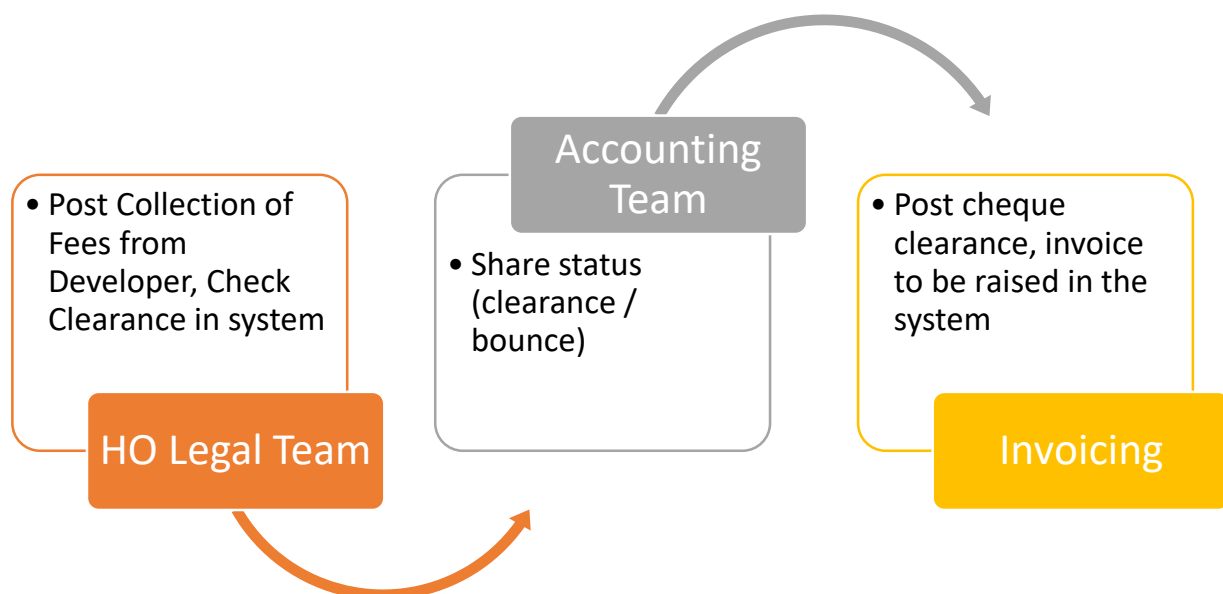 • Post Collection of
Fees from
Developer, Check
Clearance in system
HO Legal Team
Accounting
Team
• Share status
(clearance /
bounce)
• Post cheque
clearance, invoice
to be raised in the
system
Invoicing